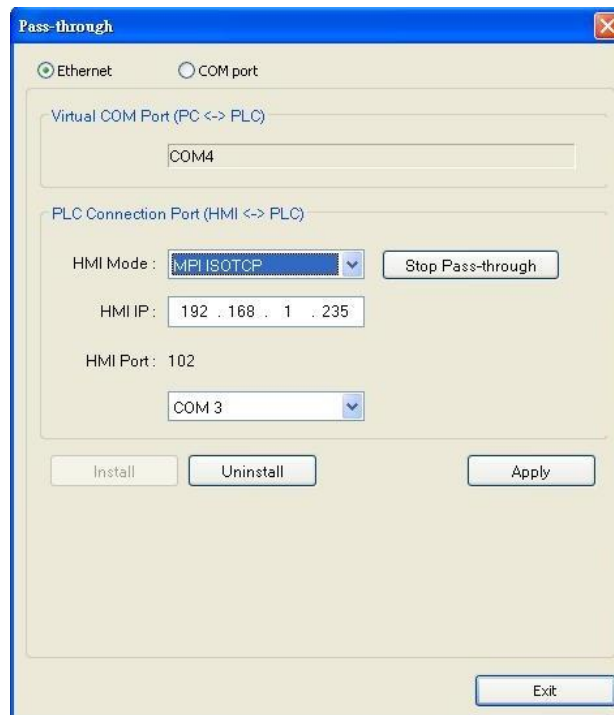 Pass-through
Ethernet COM port
Virtual COM Port (PC <-> PLC)
COM4
PLC Connection Port (HMI <-> PLC)
HMI Mode : MPI ISOTCP Stop Pass-through
HMI IP : 192 . 168 . 1 . 235
HMI Port : 102
COM 3
Install Uninstall Apply
Exit